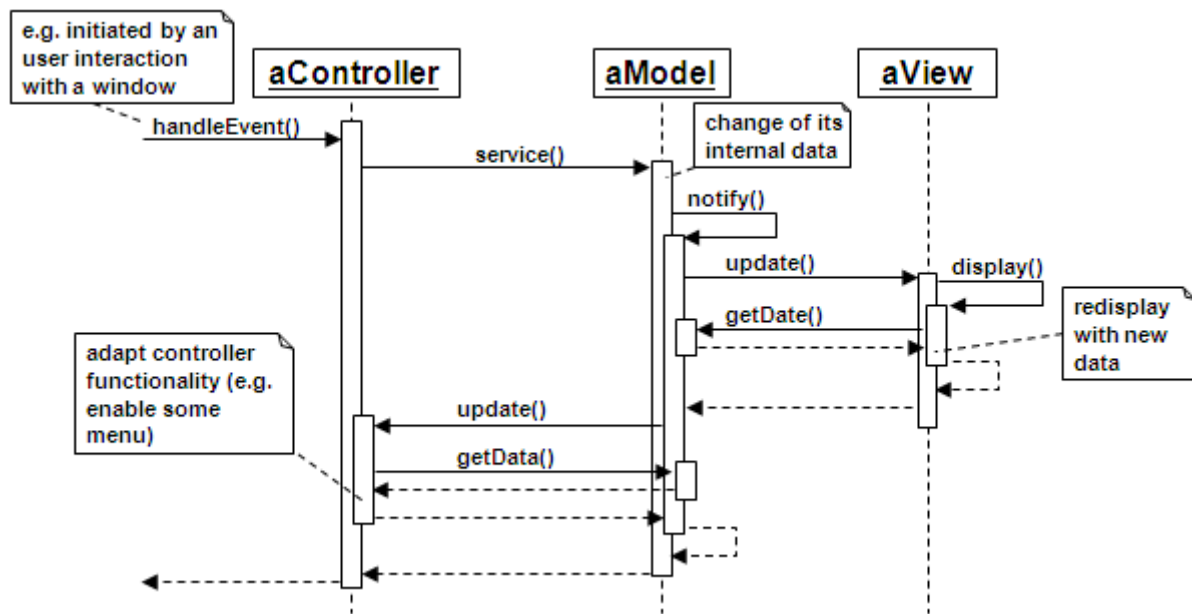 e.g. initiated by an
user interaction
with a window
aController
aModel
aView
handleEvent()
service()
change of its
internal data
notify()
update()
display()
getDate()
redisplay
with new
data
adapt controller
functionality (e.g.
enable some
menu)
update()
getData()